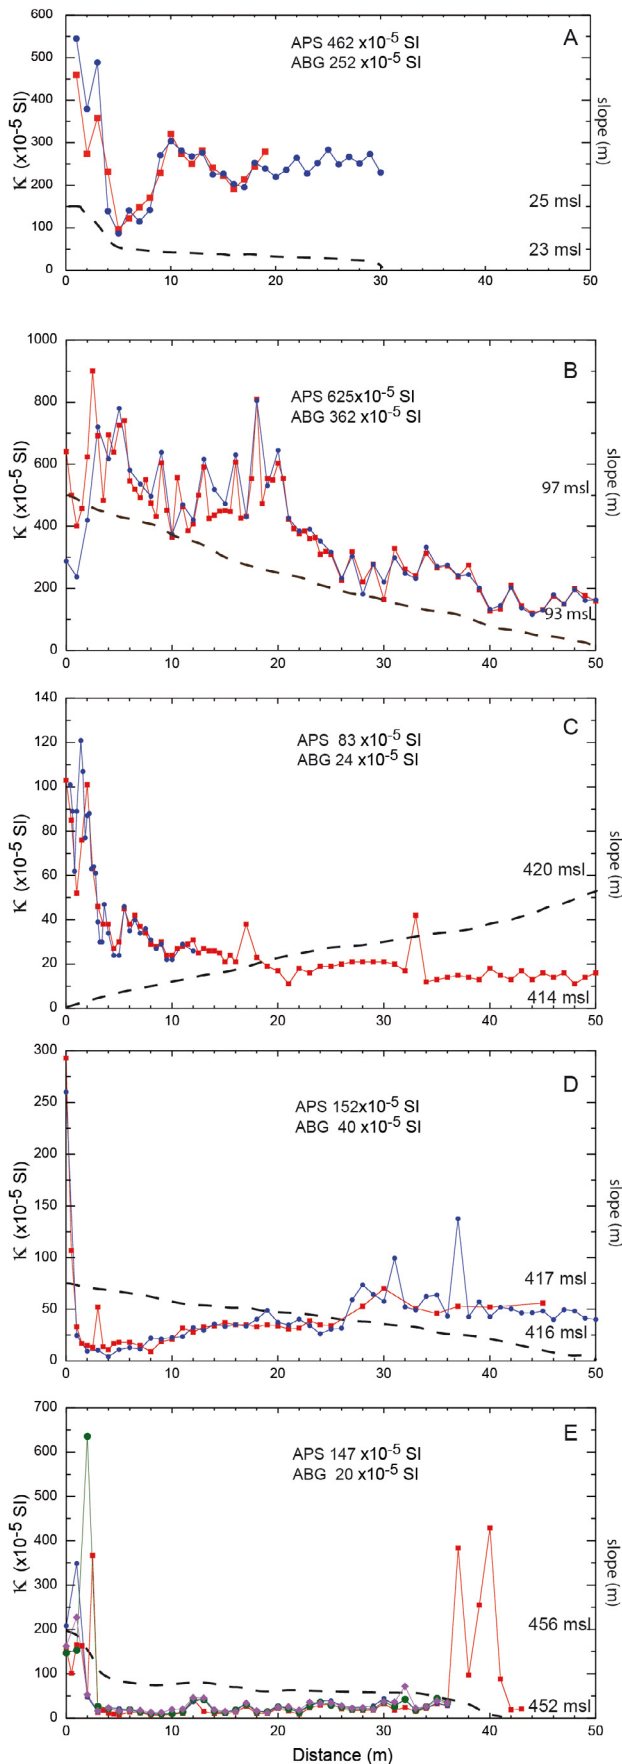 A
APS 462 x10-5 SI
ABG 252 x10-5 SI
κ (x10-5 SI)
slope (m)
600
500
400
300
200
100
0
25 msl
23 msl
0 10 20 30 40 50
B
APS 625x10-5 SI
ABG 362 x10-5 SI
κ (x10-5 SI)
slope (m)
1000
800
600
400
200
0
97 msl
93 msl
0 10 20 30 40 50
C
APS 83 x10-5 SI
ABG 24 x10-5 SI
κ (x10-5 SI)
slope (m)
140
120
100
80
60
40
20
0
420 msl
414 msl
0 10 20 30 40 50
D
APS 152x10-5 SI
ABG 40 x10-5 SI
κ (x10-5 SI)
slope (m)
300
250
200
150
100
50
0
417 msl
416 msl
0 10 20 30 40 50
E
APS 147 x10-5 SI
ABG 20 x10-5 SI
κ (x10-5 SI)
slope (m)
700
600
500
400
300
200
100
0
456 msl
452 msl
0 10 20 30 40 50
Distance (m)